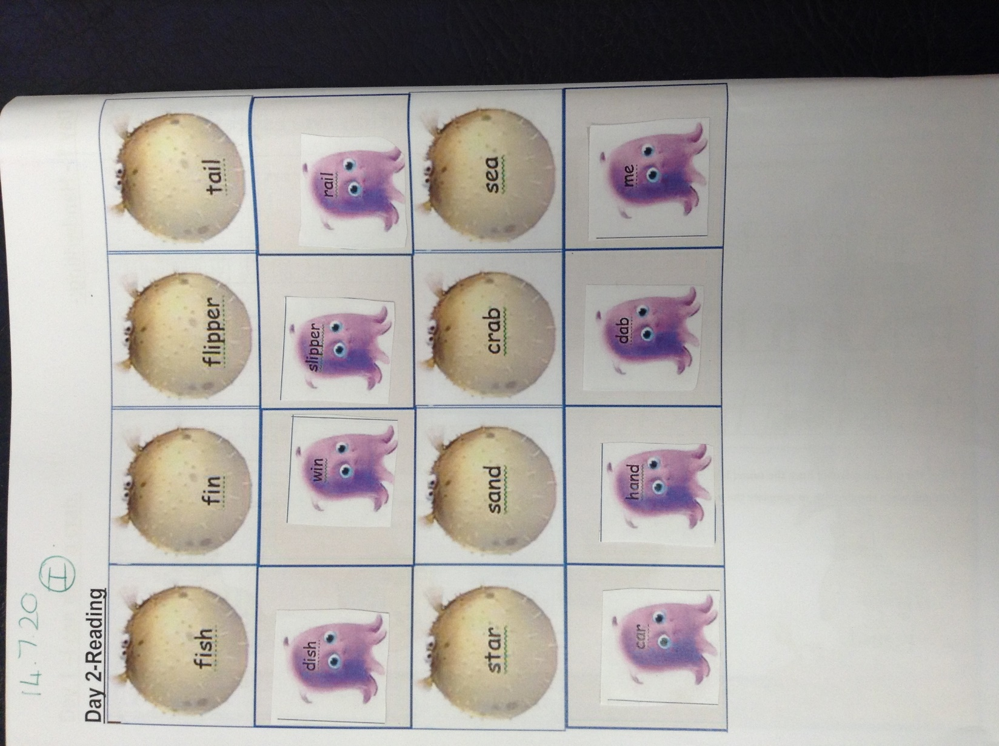 14.7.20
I
Day 2-Reading
fish fin flipper tail
dish win slipper rail
star sand crab sea
car hand dab me